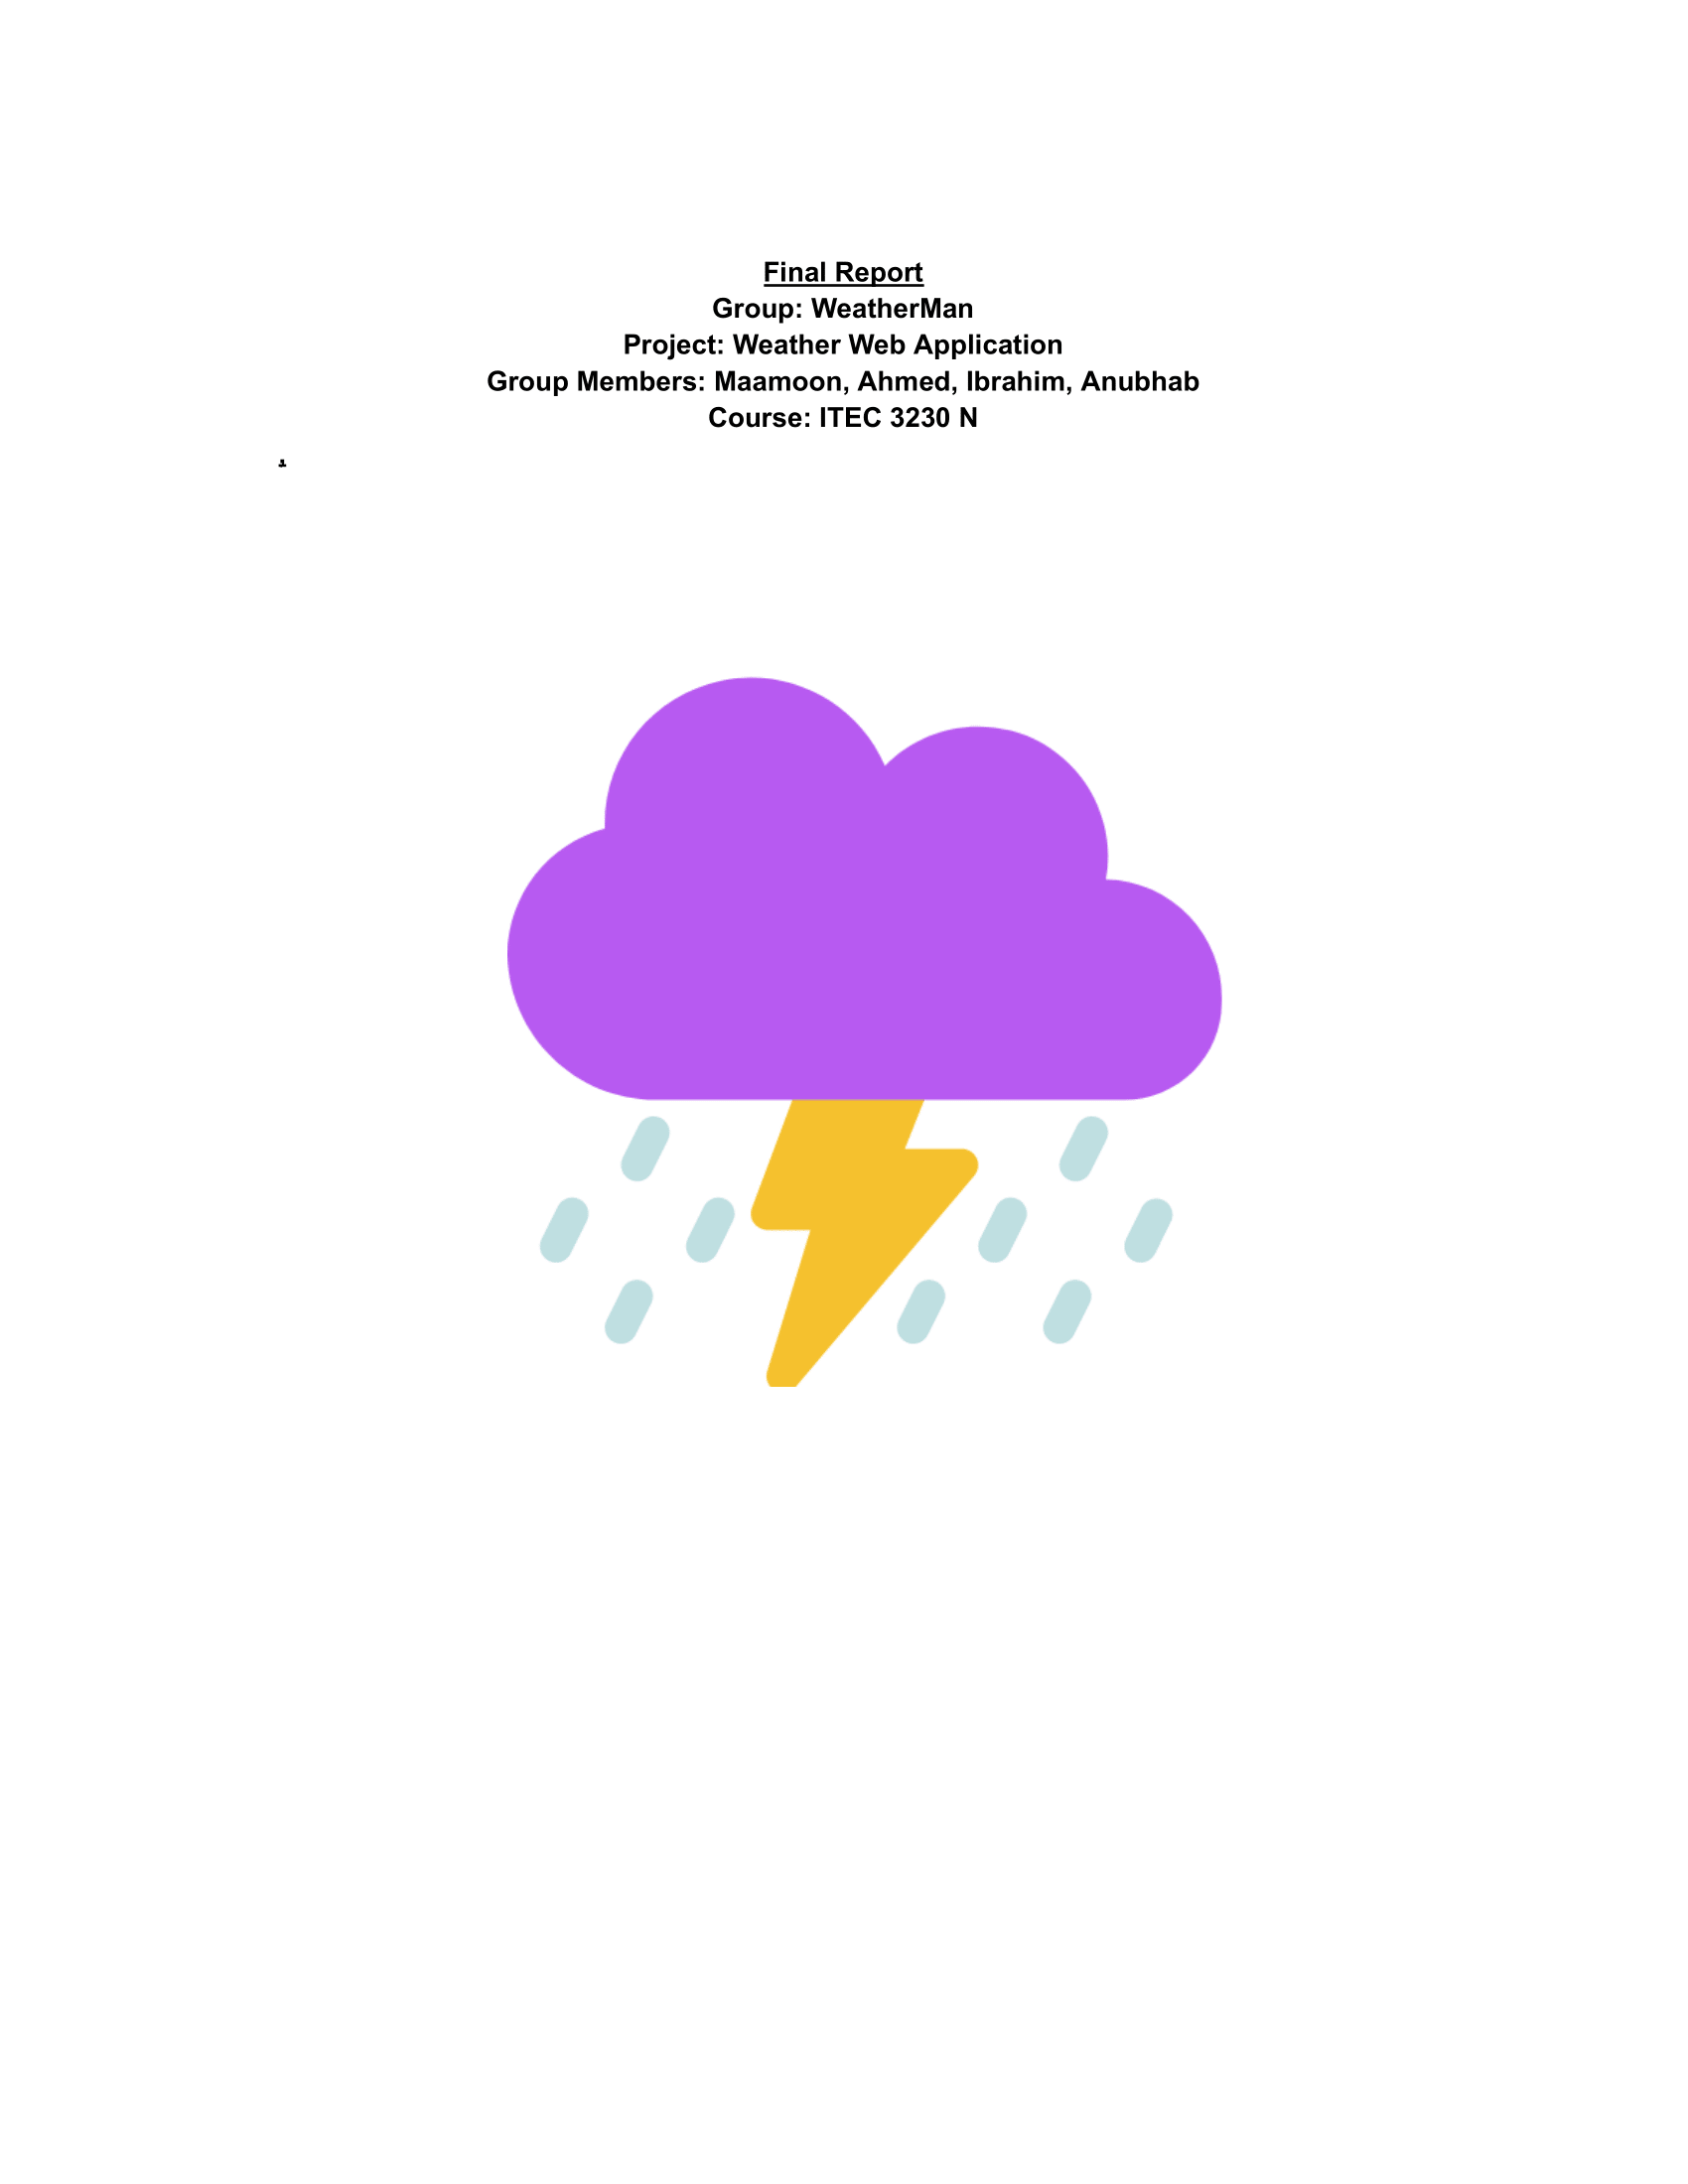 Final Report
Group: WeatherMan
Project: Weather Web Application
Group Members: Maamoon, Ahmed, Ibrahim, Anubhab
Course: ITEC 3230 N
.